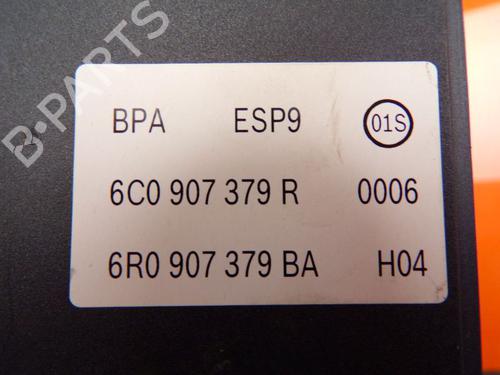 B-PARTS
BPA ESP9 01S
6C0 907 379 R 0006
6R0 907 379 BA H04